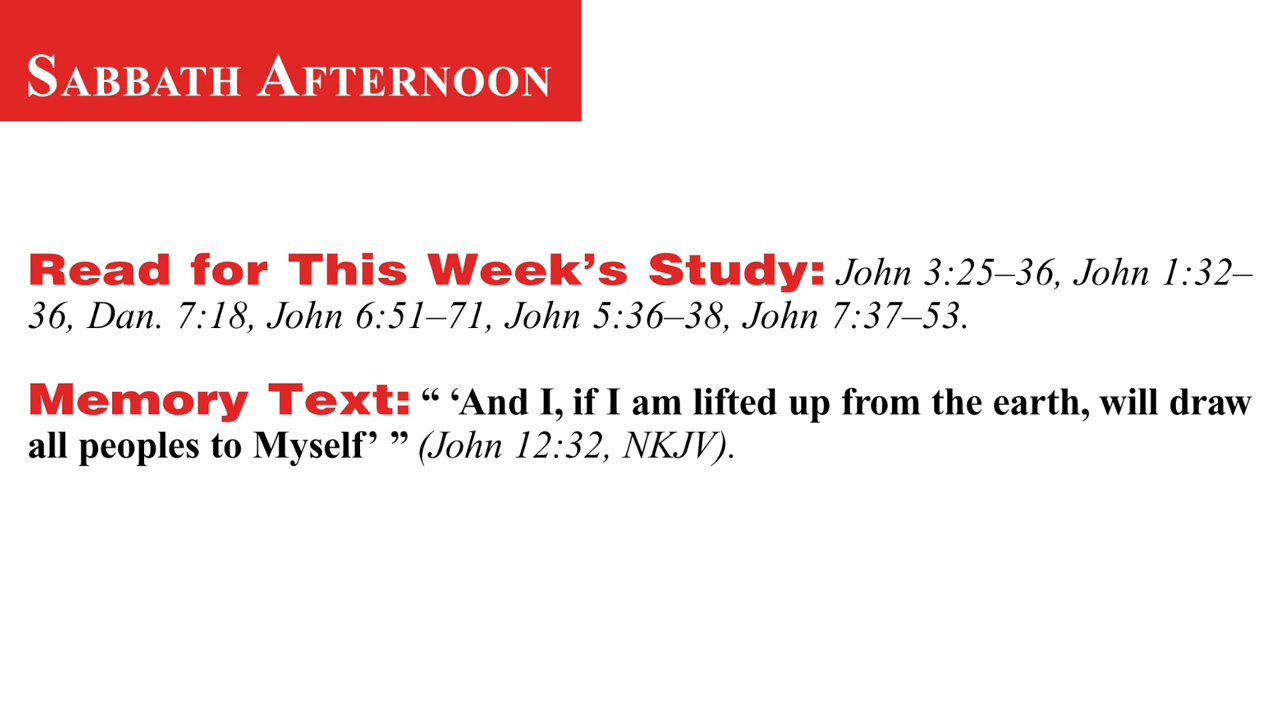 SABBATH AFTERNOON
Read for This Week’s Study: John 3:25–36, John 1:32–
36, Dan. 7:18, John 6:51–71, John 5:36–38, John 7:37–53.
Memory Text: “ ‘And I, if I am lifted up from the earth, will draw
all peoples to Myself’ ” (John 12:32, NKJV).